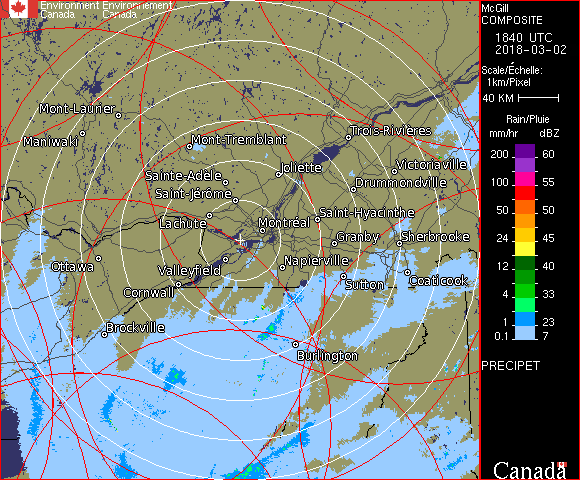 Environment Environnement
Canada Canada
McGill
COMPOSITE
1840 UTC
2018-03-02
Scale/Échelle:
1km/Pixel
40 KM
Rain/Pluie
mm/hr dBZ
200 60
55
100 55
50 50
24 45
12 40
4 33
1 23
0.1 7
PRECIPET
Canada
Mont-Laurier
Maniwaki
Mont-Tremblant
Trois-Rivières
Joliette
Victoriaville
Sainte-Adèle
Drummondville
Saint-Jérôme
Lachute
Saint-Hyacinthe
Montréal
Granby
Sherbrooke
Ottawa
Valleyfield
Napierville
Cornwall
Sutton
Coaticook
Brockville
Burlington